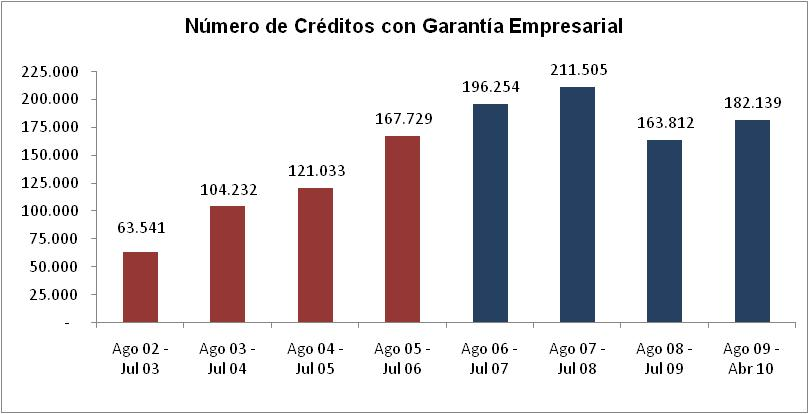 Número de Créditos con Garantía Empresarial
225.000
200.000
175.000
150.000
125.000
100.000
75.000
50.000
25.000
-
63.541
104.232
121.033
167.729
196.254
211.505
163.812
182.139
Ago 02 -
Jul 03
Ago 03 -
Jul 04
Ago 04 -
Jul 05
Ago 05 -
Jul 06
Ago 06 -
Jul 07
Ago 07 -
Jul 08
Ago 08 -
Jul 09
Ago 09 -
Abr 10